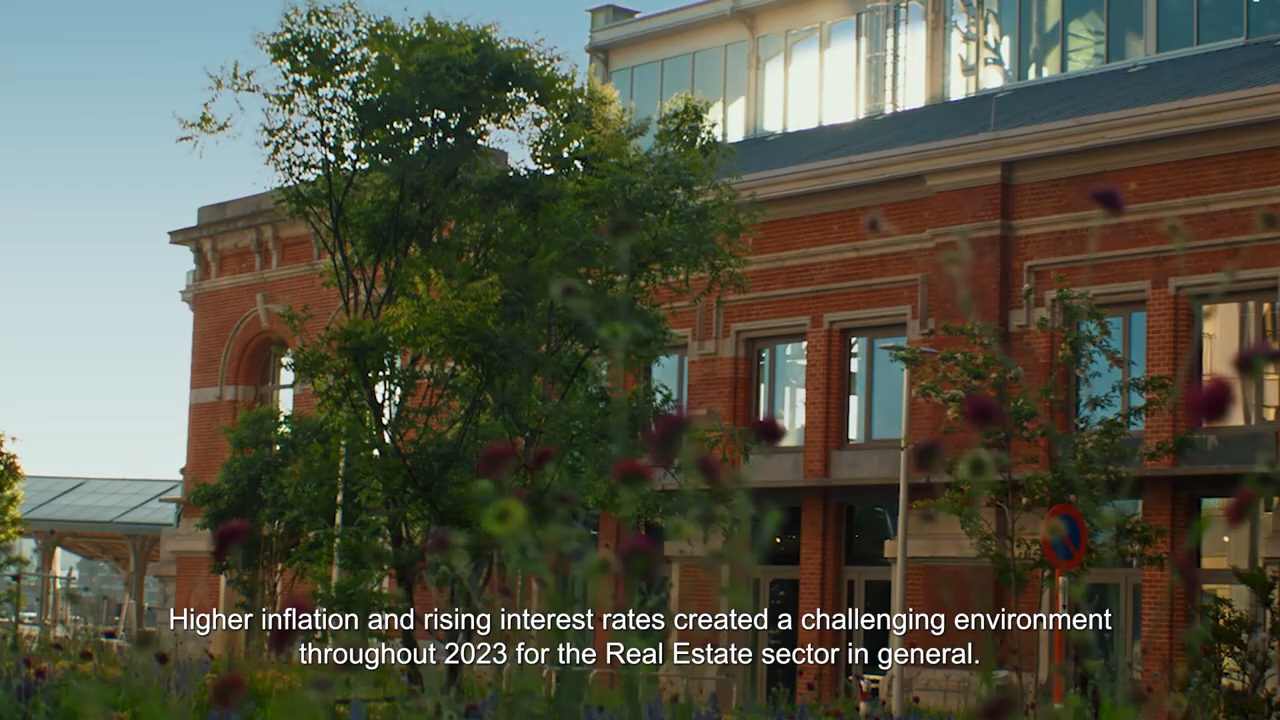 Higher inflation and rising interest rates created a challenging environment
throughout 2023 for the Real Estate sector in general.